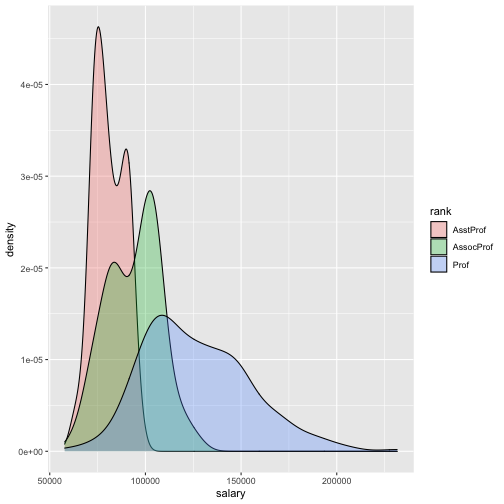 density
4e-05
3e-05
2e-05
1e-05
0e+00
50000 100000 150000 200000
salary
rank
AsstProf
AssocProf
Prof